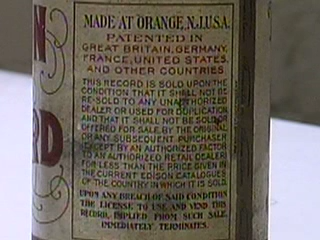 MADE AT ORANGE, N.J. U.S.A.
PATENTED IN
GREAT BRITAIN, GERMANY,
FRANCE, UNITED STATES,
AND OTHER COUNTRIES
THIS RECORD IS SOLD UPON THE
CONDITION THAT IT SHALL NOT BE
RE-SOLD TO ANY UNAUTHORIZED
DEALER OR USED FOR DUPLICATION
AND THAT IT SHALL NOT BE SOLD OR
OFFERED FOR SALE, BY THE ORIGINAL
OR ANY SUBSEQUENT PURCHASER
(EXCEPT BY AN AUTHORIZED FACTOR
TO AN AUTHORIZED RETAIL DEALER)
FOR LESS THAN THE PRICE GIVEN IN
THE CURRENT EDISON CATALOGUES
OF THE COUNTRY IN WHICH IT IS SOLD.
UPON ANY BREACH OF SAID CONDITION
THE LICENSE TO USE AND VEND THIS
RECORD, IMPLIED FROM SUCH SALE,
IMMEDIATELY TERMINATES.